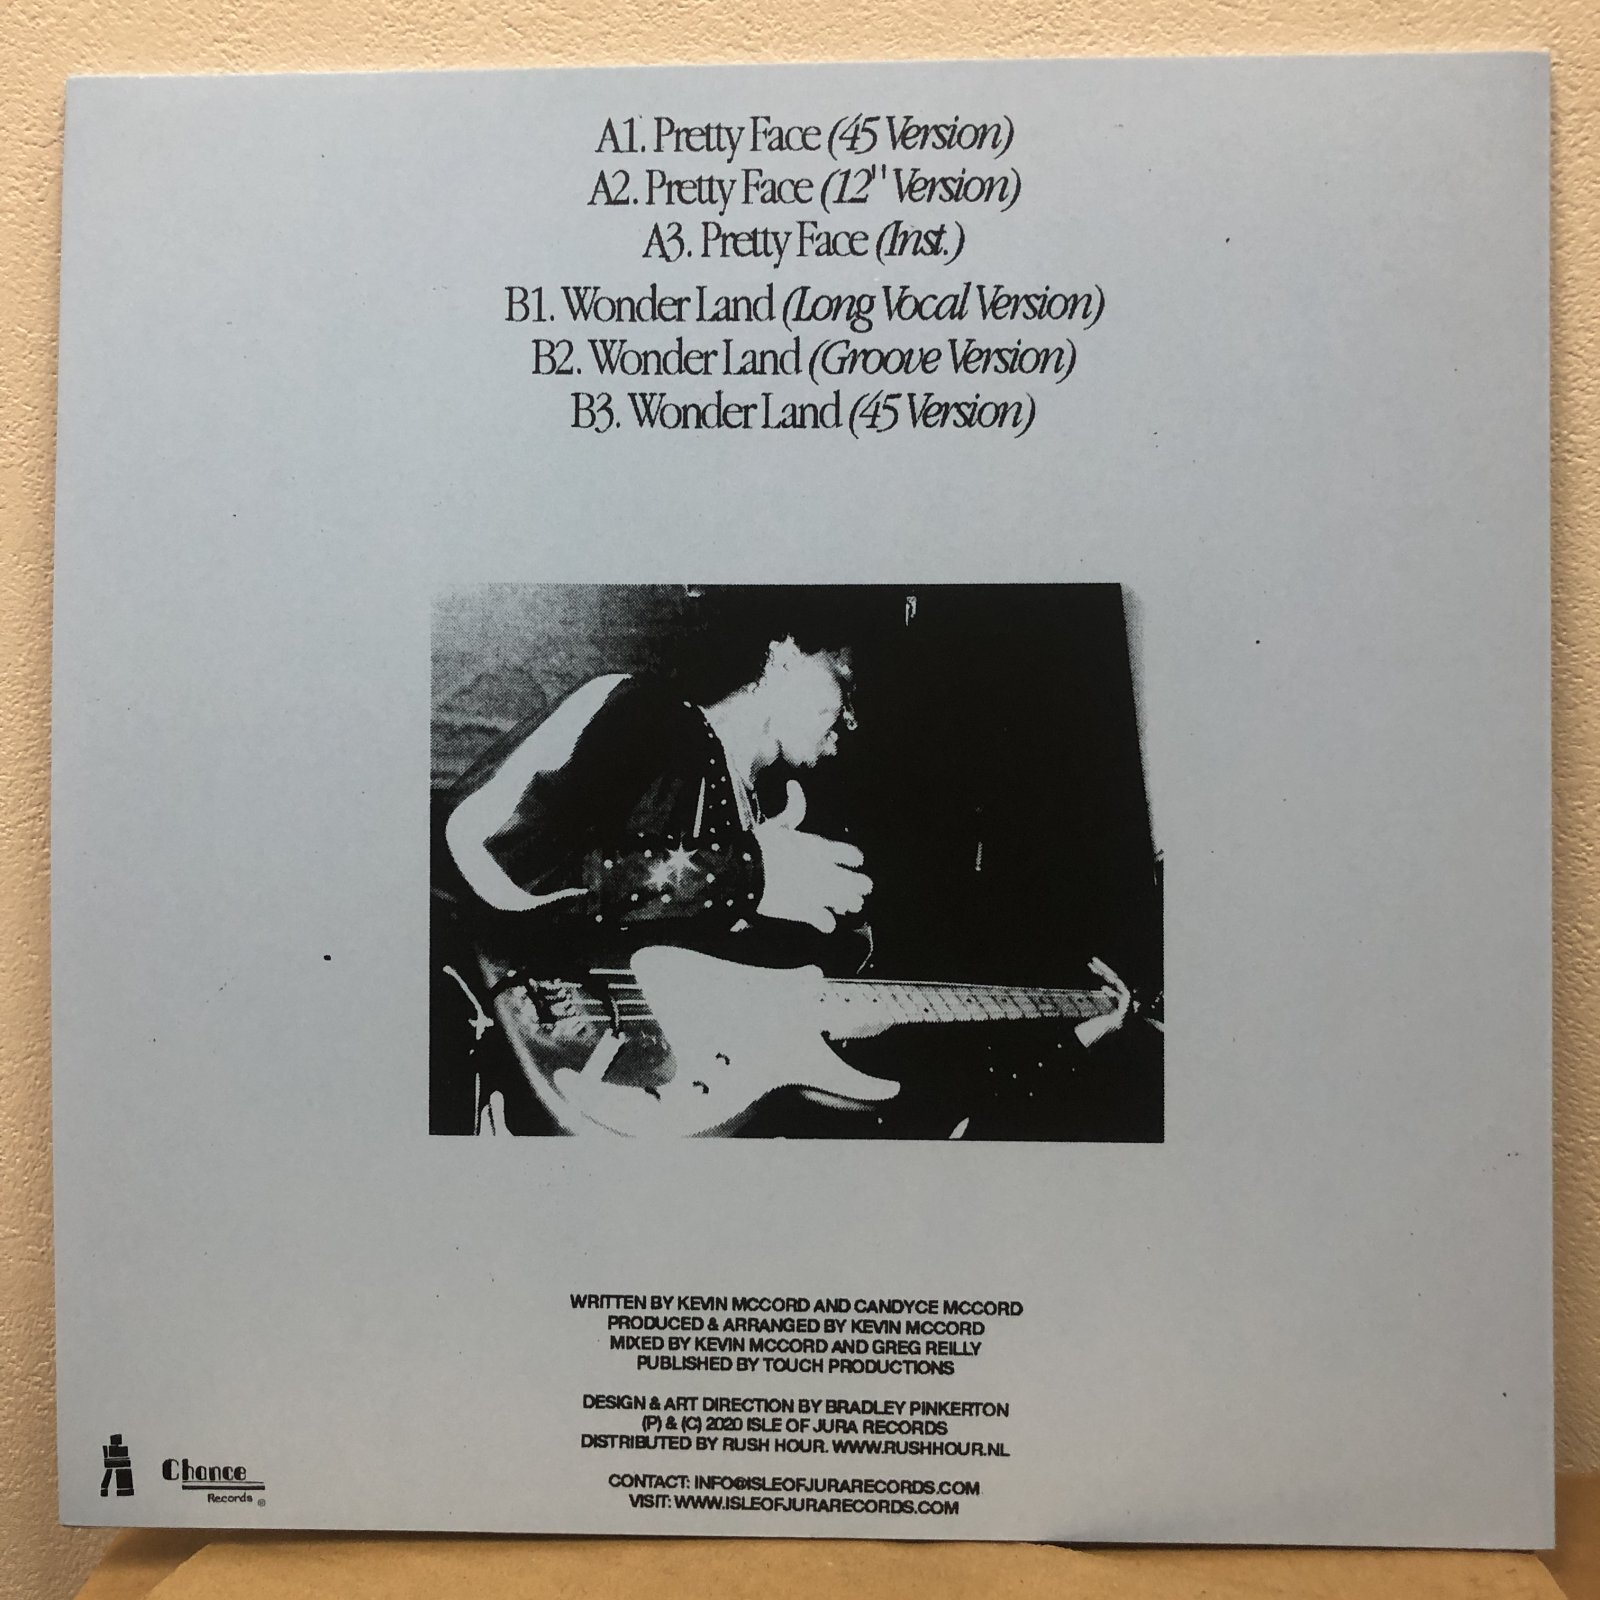 A1. Pretty Face (45 Version)
A2. Pretty Face (12" Version)
A3. Pretty Face (Inst.)
B1. Wonder Land (Long Vocal Version)
B2. Wonder Land (Groove Version)
B3. Wonder Land (45 Version)
WRITTEN BY KEVIN MCCORD AND CANDYCE MCCORD
PRODUCED & ARRANGED BY KEVIN MCCORD
MIXED BY KEVIN MCCORD AND GREG REILLY
PUBLISHED BY TOUCH PRODUCTIONS
DESIGN & ART DIRECTION BY BRADLEY PINKERTON
(P) & (C) 2020 ISLE OF JURA RECORDS
DISTRIBUTED BY RUSH HOUR. WWW.RUSHHOUR.NL
CONTACT: INFO@ISLEOFJURARECORDS.COM
VISIT: WWW.ISLEOFJURARECORDS.COM
Chance
Records ®